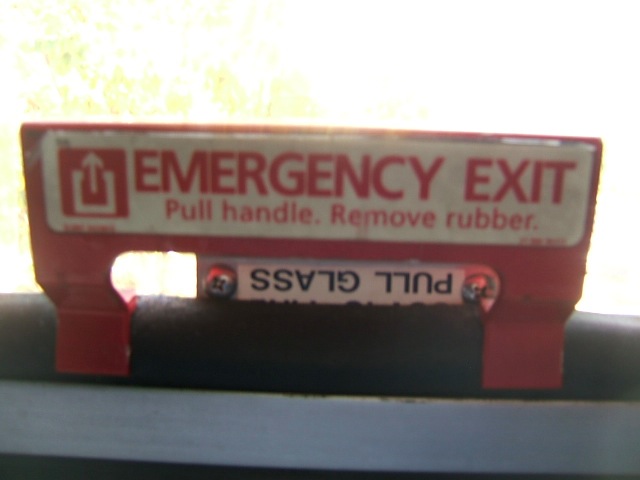 EMERGENCY EXIT
Pull handle. Remove rubber.
PULL GLASS